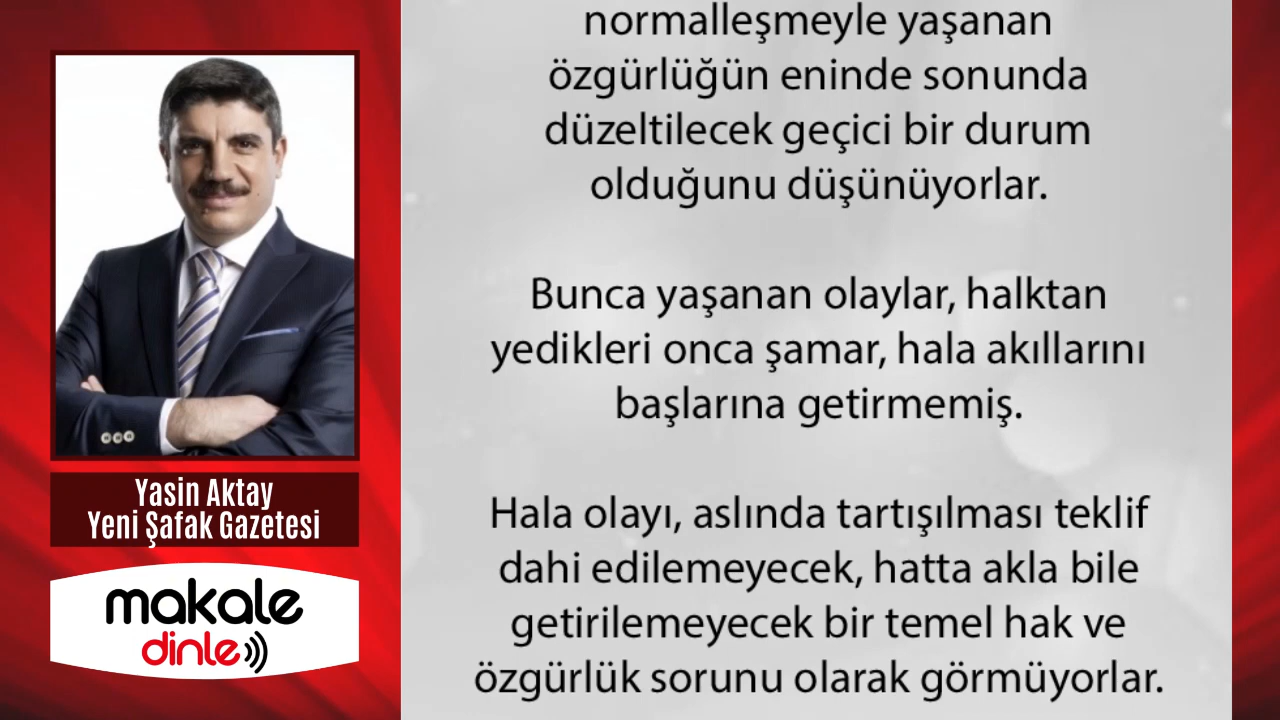 normalleşmeyle yaşanan
özgürlüğün eninde sonunda
düzeltilecek geçici bir durum
olduğunu düşünüyorlar.
Bunca yaşanan olaylar, halktan
yedikleri onca şamar, hala akıllarını
başlarına getirmemiş.
Hala olayı, aslında tartışılması teklif
dahi edilemeyecek, hatta akla bile
getirilemeyecek bir temel hak ve
özgürlük sorunu olarak görmüyorlar.
Yasin Aktay
Yeni Şafak Gazetesi
makale
dinle